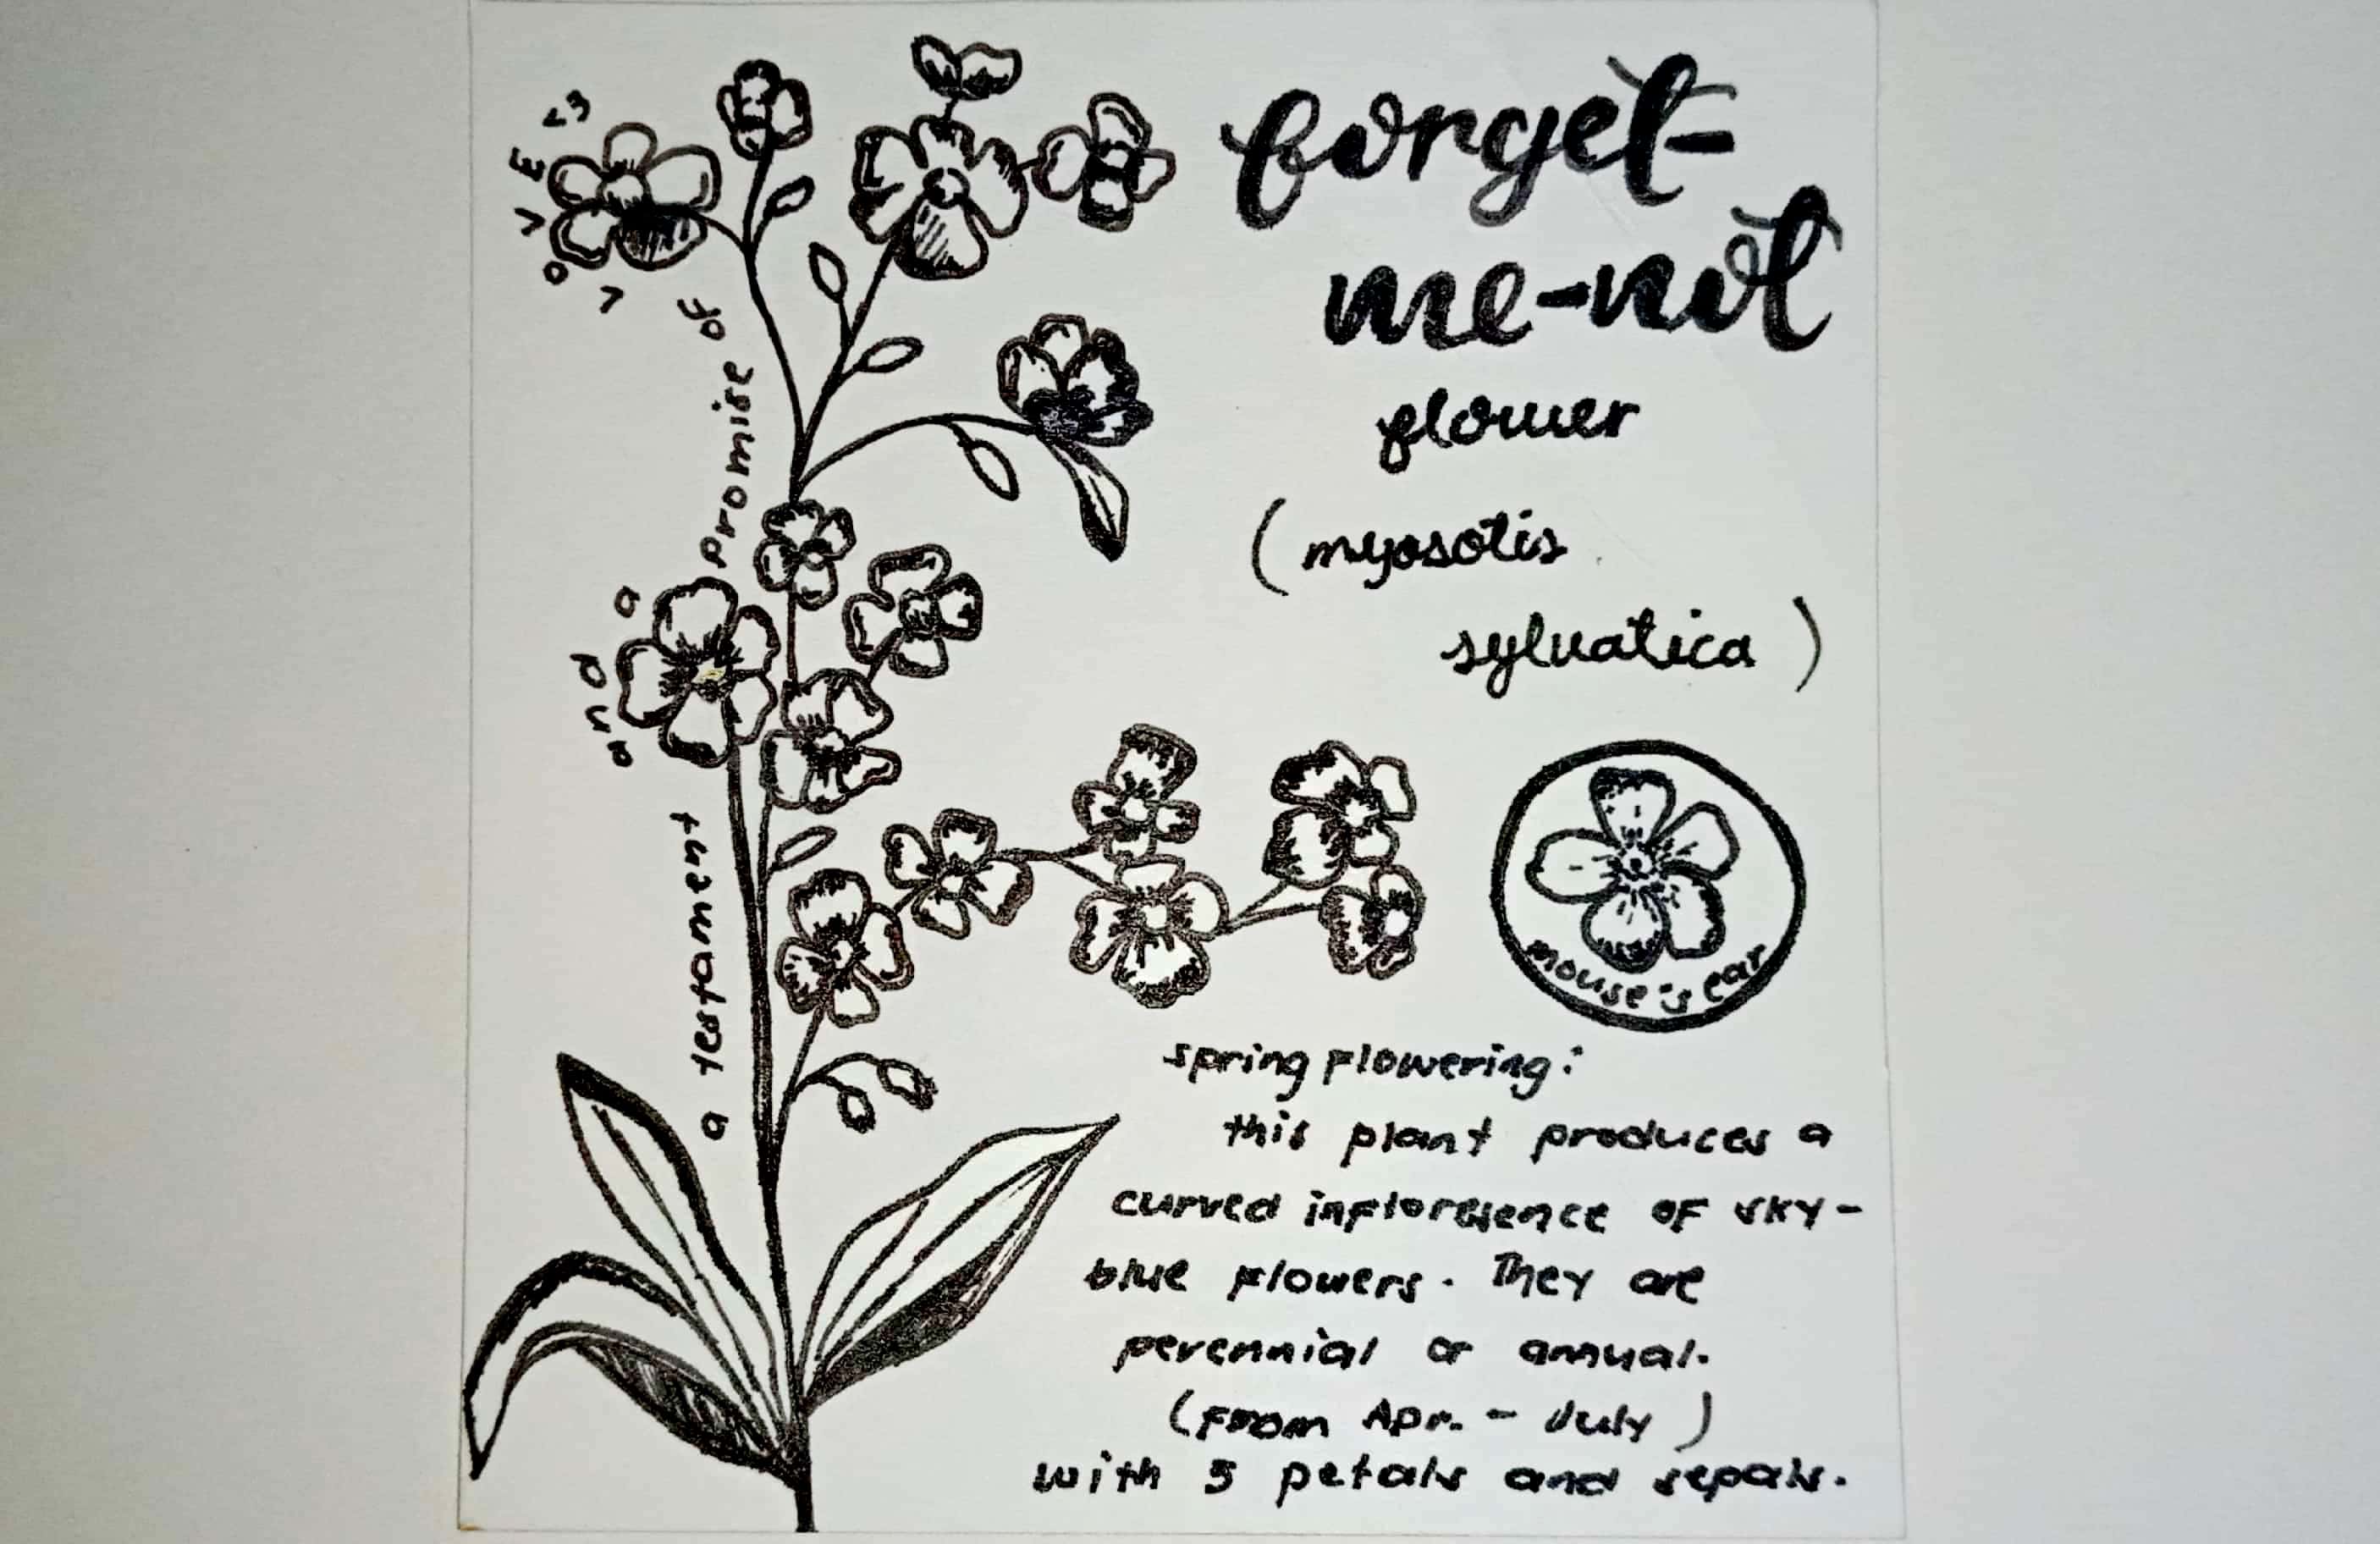 forget-
me-not
flower
(myosotis
sylvatica)
a testament and a promise of LOVE <3
mouse's ear
spring flowering:
this plant produces a
curved infloresence of sky-
blue flowers. They are
perennial or annual.
(from Apr. - July)
with 5 petals and sepals.